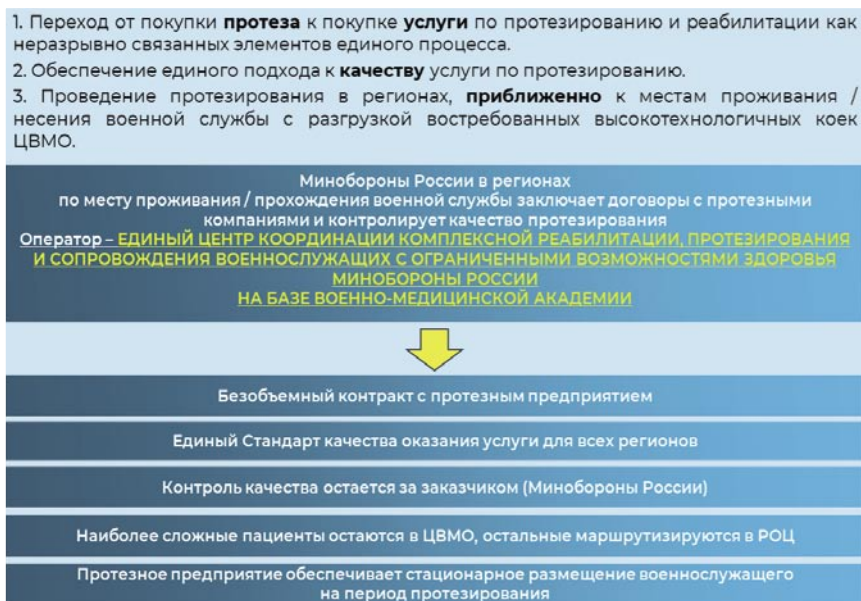 1. Переход от покупки протеза к покупке услуги по протезированию и реабилитации как
неразрывно связанных элементов единого процесса.
2. Обеспечение единого подхода к качеству услуги по протезированию.
3. Проведение протезирования в регионах, приближенно к местам проживания /
несения военной службы с разгрузкой востребованных высокотехнологичных коек
ЦВМО.
Минобороны России в регионах
по месту проживания / прохождения военной службы заключает договоры с протезными
компаниями и контролирует качество протезирования
Оператор – ЕДИНЫЙ ЦЕНТР КООРДИНАЦИИ КОМПЛЕКСНОЙ РЕАБИЛИТАЦИИ, ПРОТЕЗИРОВАНИЯ
И СОПРОВОЖДЕНИЯ ВОЕННОСЛУЖАЩИХ С ОГРАНИЧЕННЫМИ ВОЗМОЖНОСТЯМИ ЗДОРОВЬЯ
МИНОБОРОНЫ РОССИИ
НА БАЗЕ ВОЕННО-МЕДИЦИНСКОЙ АКАДЕМИИ
Безобъемный контракт с протезным предприятием
Единый Стандарт качества оказания услуги для всех регионов
Контроль качества остается за заказчиком (Минобороны России)
Наиболее сложные пациенты остаются в ЦВМО, остальные маршрутизируются в РОЦ
Протезное предприятие обеспечивает стационарное размещение военнослужащего
на период протезирования